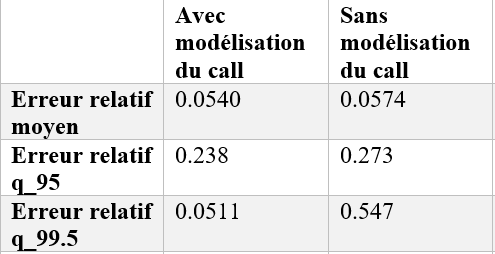 Avec
modélisation
du call
Sans
modélisation
du call
Erreur relatif
moyen
0.0540
0.0574
Erreur relatif
q_95
0.238
0.273
Erreur relatif
q_99.5
0.0511
0.547